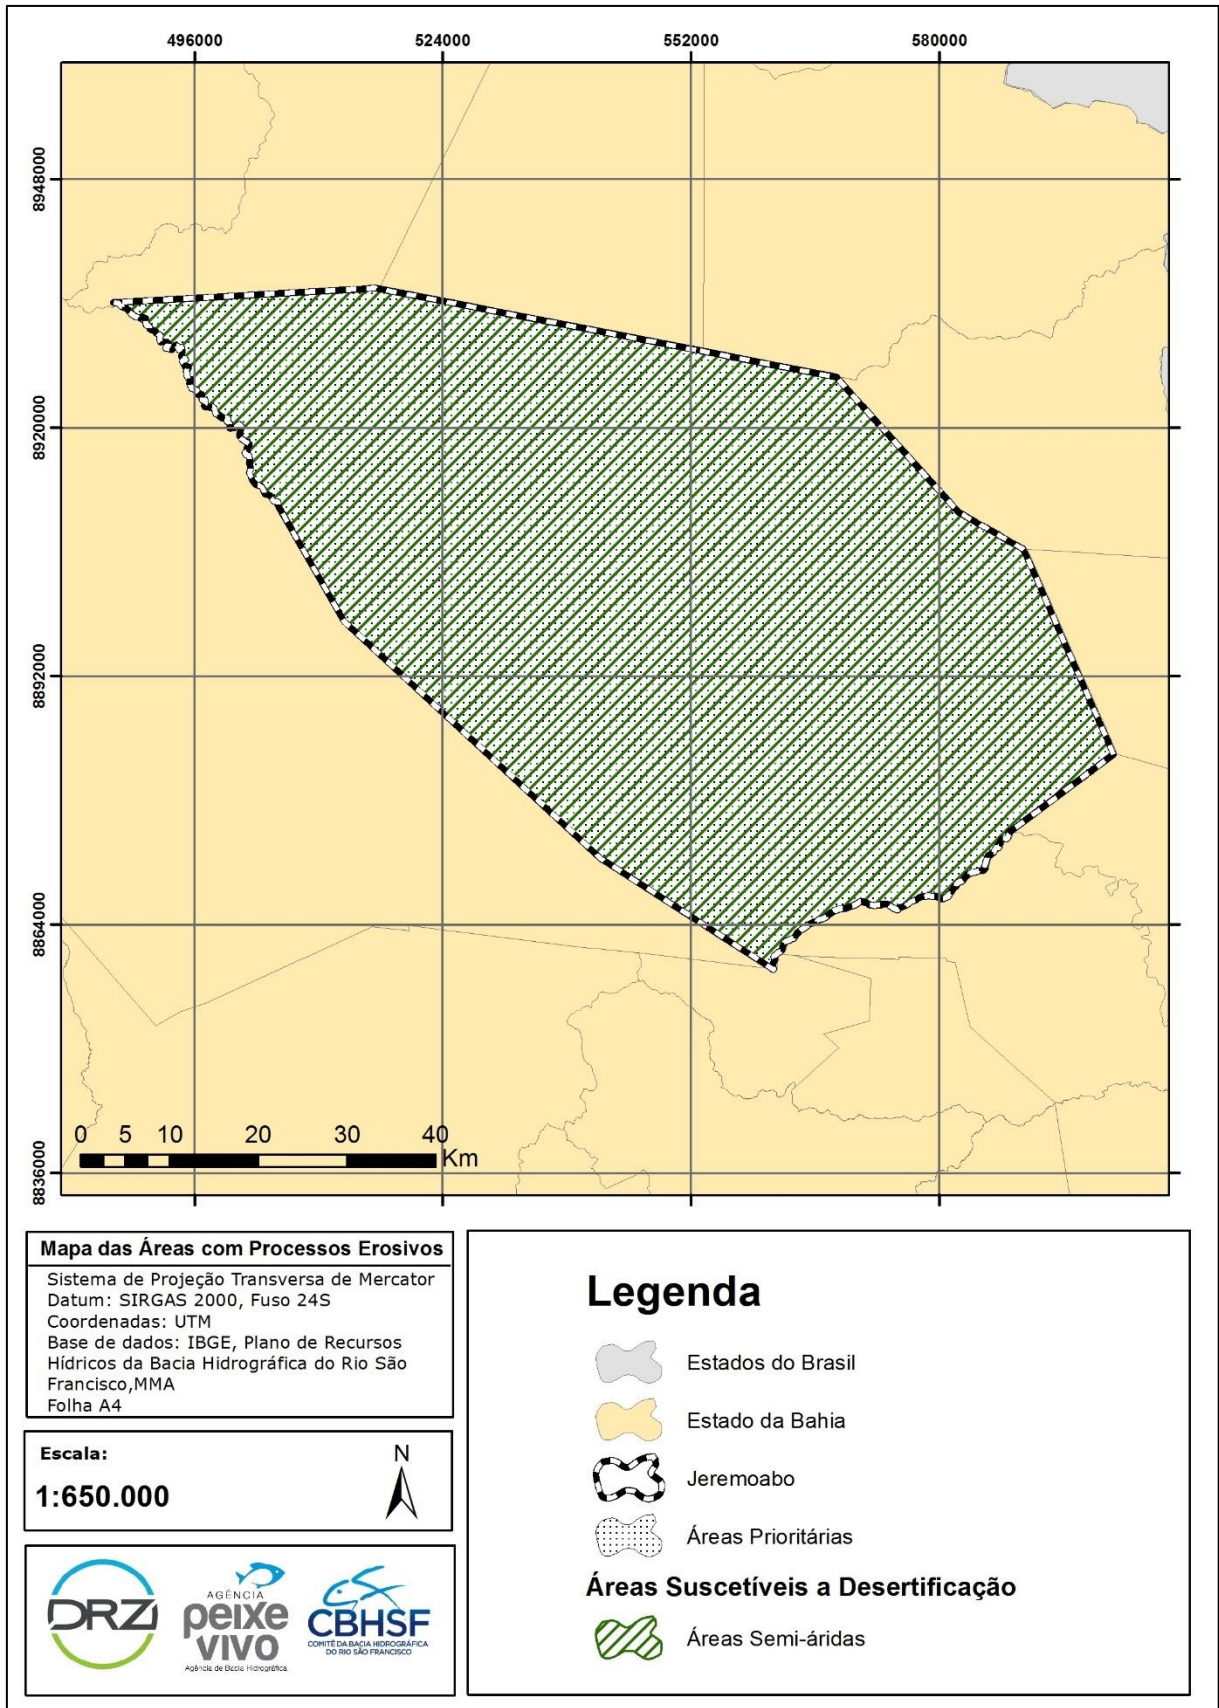 496000 524000 552000 580000
8948000
8920000
8892000
8864000
8836000
0 5 10 20 30 40
Km
Mapa das Áreas com Processos Erosivos
Sistema de Projeção Transversa de Mercator
Datum: SIRGAS 2000, Fuso 24S
Coordenadas: UTM
Base de dados: IBGE, Plano de Recursos
Hídricos da Bacia Hidrográfica do Rio São
Francisco,MMA
Folha A4
Escala:
1:650.000
N
DRZ
AGÊNCIA
peixe
VIVO
Agência de Bacia Hidrográfica
CBHSF
COMITÊ DA BACIA HIDROGRÁFICA
DO RIO SÃO FRANCISCO
Legenda
Estados do Brasil
Estado da Bahia
Jeremoabo
Áreas Prioritárias
Áreas Suscetíveis a Desertificação
Áreas Semi-áridas